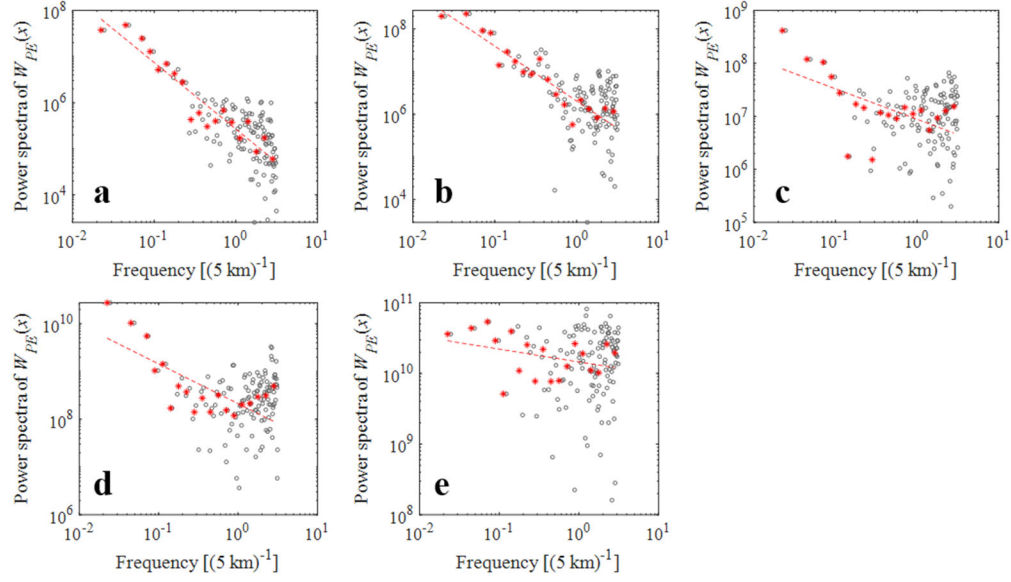 Power spectra of W_PE(x)
10^8
10^6
10^4
a
10^-2
10^-1
10^0
10^1
Frequency [(5 km)^-1]
Power spectra of W_PE(x)
10^8
10^6
10^4
b
10^-2
10^-1
10^0
10^1
Frequency [(5 km)^-1]
Power spectra of W_PE(x)
10^9
10^8
10^7
10^6
10^5
c
10^-2
10^-1
10^0
10^1
Frequency [(5 km)^-1]
Power spectra of W_PE(x)
10^10
10^8
10^6
d
10^-2
10^-1
10^0
10^1
Frequency [(5 km)^-1]
Power spectra of W_PE(x)
10^11
10^10
10^9
10^8
e
10^-2
10^-1
10^0
10^1
Frequency [(5 km)^-1]